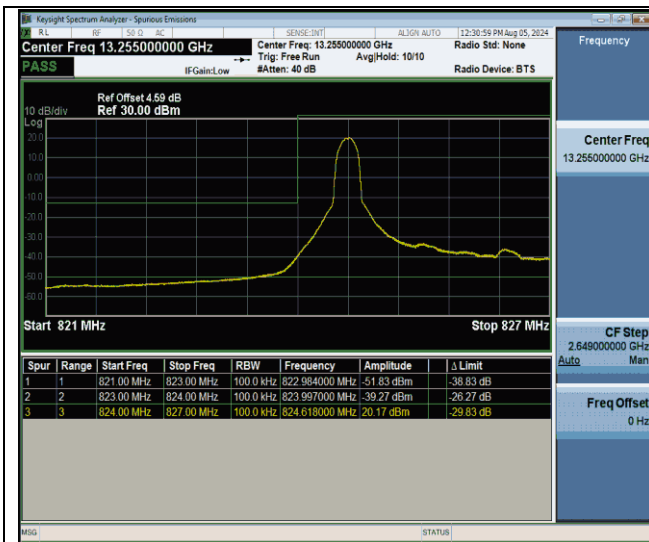 Keysight Spectrum Analyzer - Spurious Emissions
RL RF 50 Ω AC SENSE:INT ALIGN AUTO 12:30:59 PM Aug 05, 2024
Center Freq 13.255000000 GHz Center Freq: 13.255000000 GHz Radio Std: None Frequency
PASS Trig: Free Run Avg|Hold: 10/10
IFGain:Low #Atten: 40 dB Radio Device: BTS
Ref Offset 4.59 dB
10 dB/div Ref 30.00 dBm
Log
20.0
10.0
0.00
-10.0
-20.0
-30.0
-40.0
-50.0
-60.0
Start 821 MHz Stop 827 MHz
Center Freq
13.255000000 GHz
CF Step
2.649000000 GHz
Auto Man
Freq Offset
0 Hz
Spur Range Start Freq Stop Freq RBW Frequency Amplitude Δ Limit
1 1 821.00 MHz 823.00 MHz 100.0 kHz 822.984000 MHz -51.83 dBm -38.83 dB
2 2 823.00 MHz 824.00 MHz 100.0 kHz 823.997000 MHz -39.27 dBm -26.27 dB
3 3 824.00 MHz 827.00 MHz 100.0 kHz 824.618000 MHz 20.17 dBm -29.83 dB
MSG STATUS